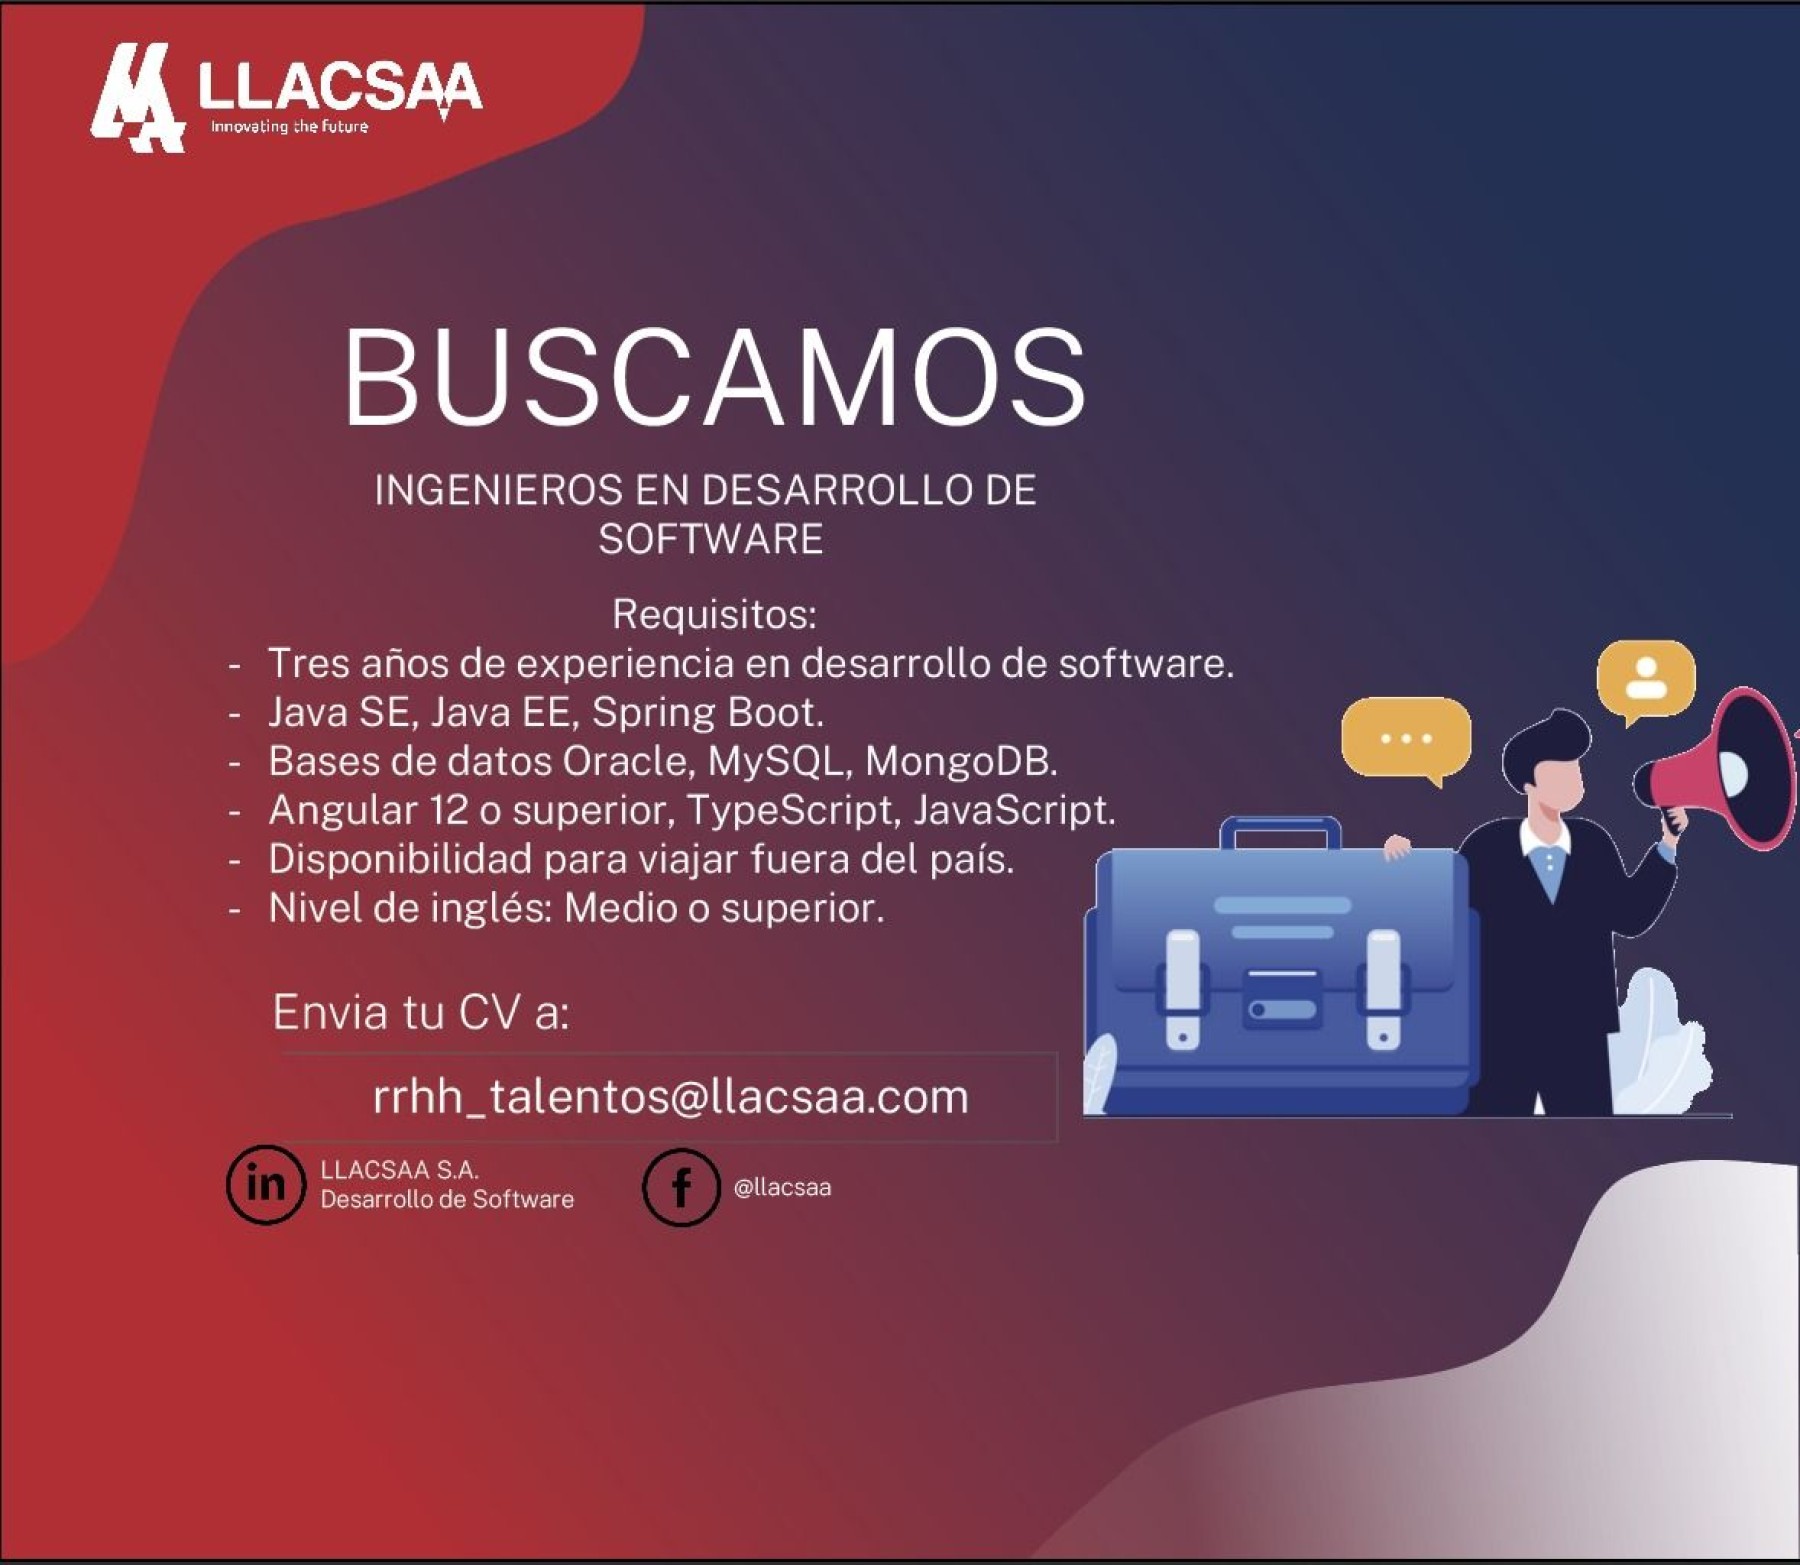 LLACSAA
Innovating the future
BUSCAMOS
INGENIEROS EN DESARROLLO DE
SOFTWARE
Requisitos:
- Tres años de experiencia en desarrollo de software.
- Java SE, Java EE, Spring Boot.
- Bases de datos Oracle, MySQL, MongoDB.
- Angular 12 o superior, TypeScript, JavaScript.
- Disponibilidad para viajar fuera del país.
- Nivel de inglés: Medio o superior.
Envia tu CV a:
rrhh_talentos@llacsaa.com
in LLACSAA S.A.
Desarrollo de Software
f @llacsaa